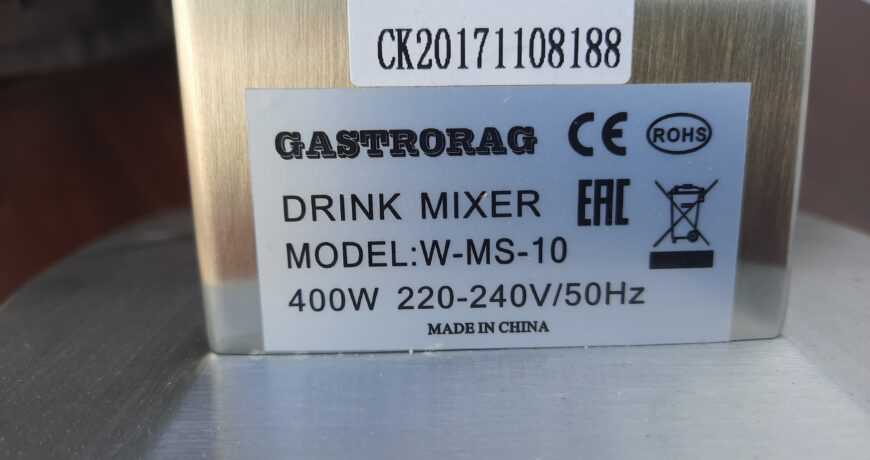 CK20171108188
GASTRORAG CE ROHS
DRINK MIXER EAC
MODEL:W-MS-10
400W 220-240V/50Hz
MADE IN CHINA